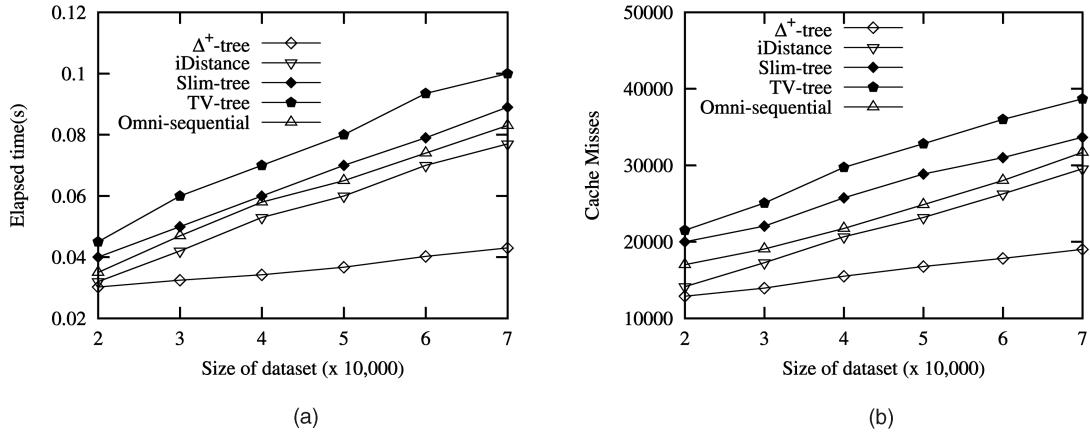 0.12
0.1
0.08
0.06
0.04
0.02
Elapsed time(s)
Δ+-tree
iDistance
Slim-tree
TV-tree
Omni-sequential
2 3 4 5 6 7
Size of dataset (x 10,000)
(a)
50000
40000
30000
20000
10000
Cache Misses
Δ+-tree
iDistance
Slim-tree
TV-tree
Omni-sequential
2 3 4 5 6 7
Size of dataset (x 10,000)
(b)